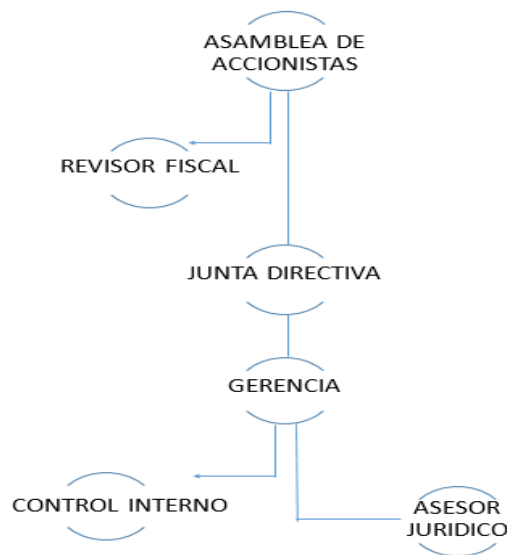 ASAMBLEA DE
ACCIONISTAS
REVISOR FISCAL
JUNTA DIRECTIVA
GERENCIA
CONTROL INTERNO
ASESOR
JURIDICO